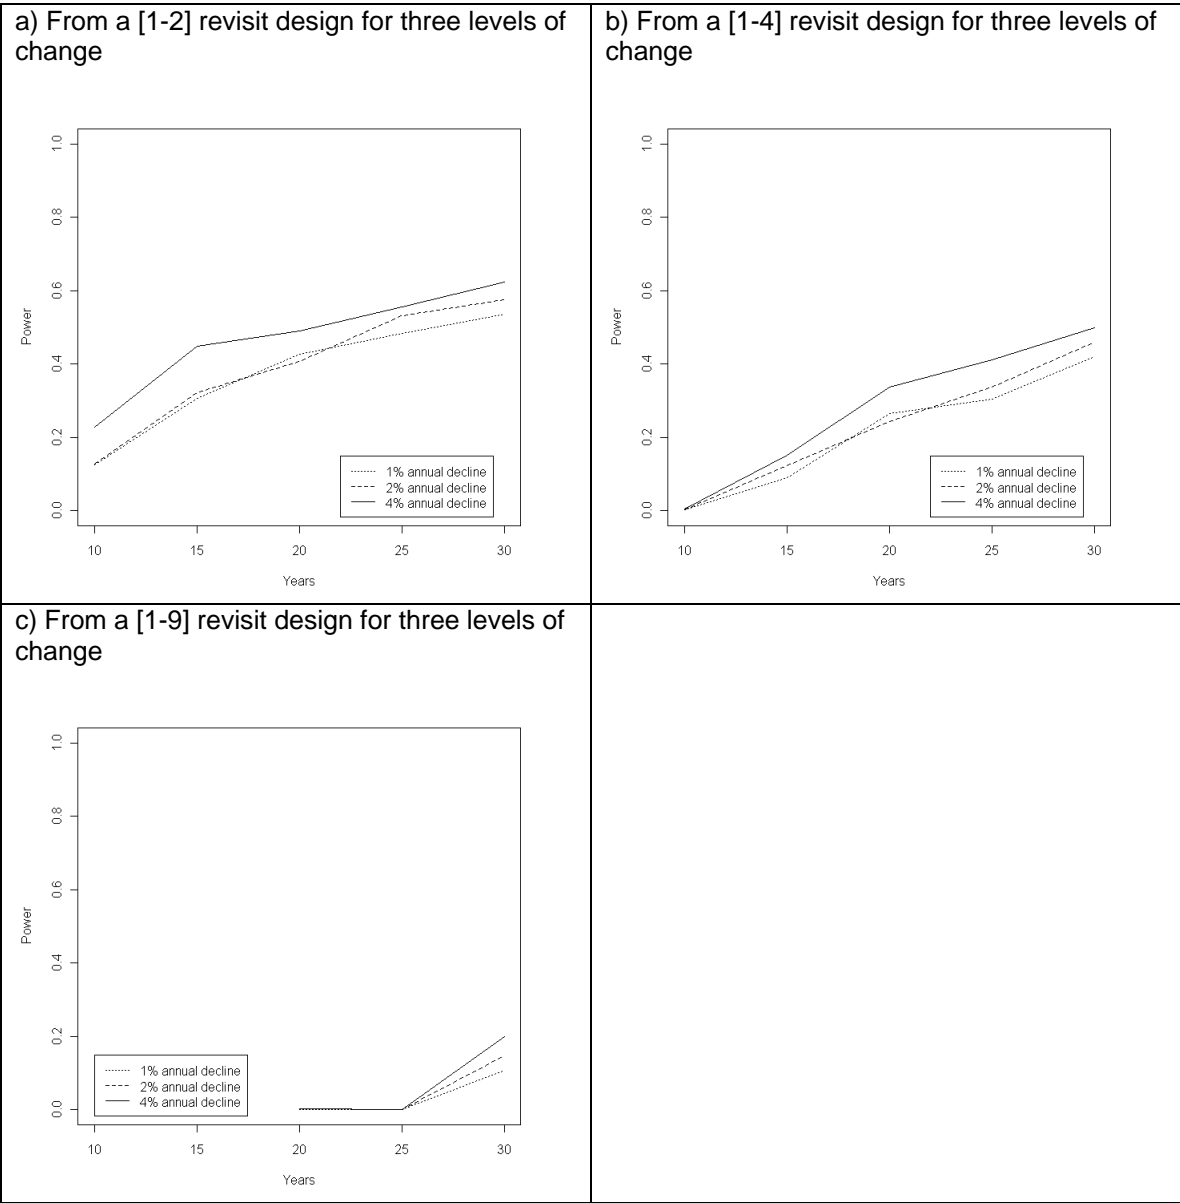 a) From a [1-2] revisit design for three levels of
change
1.0
0.8
0.6
0.4
0.2
0.0
Power
1% annual decline
2% annual decline
4% annual decline
10 15 20 25 30
Years
b) From a [1-4] revisit design for three levels of
change
1.0
0.8
0.6
0.4
0.2
0.0
Power
1% annual decline
2% annual decline
4% annual decline
10 15 20 25 30
Years
c) From a [1-9] revisit design for three levels of
change
1.0
0.8
0.6
0.4
0.2
0.0
Power
1% annual decline
2% annual decline
4% annual decline
10 15 20 25 30
Years